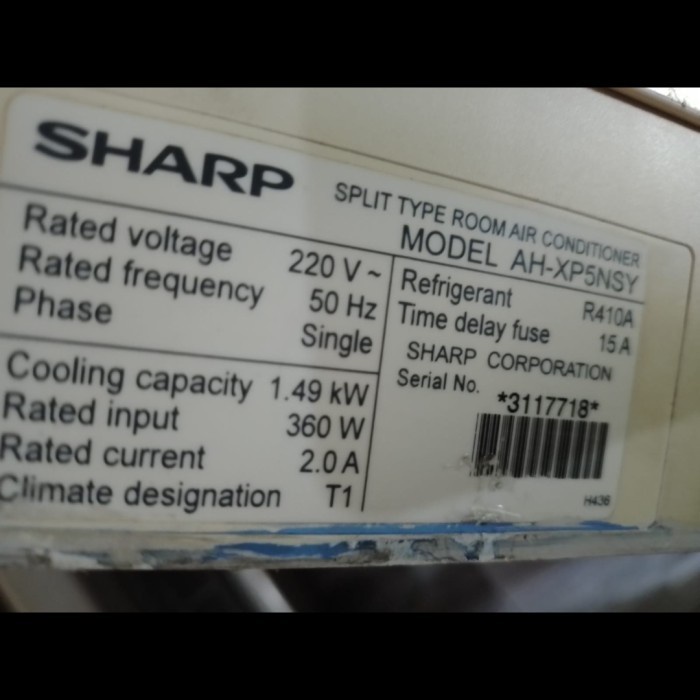 SHARP
SPLIT TYPE ROOM AIR CONDITIONER
MODEL AH-XP5NSY
Rated voltage 220 V ~
Rated frequency 50 Hz
Phase Single
Cooling capacity 1.49 kW
Rated input 360 W
Rated current 2.0 A
Climate designation T1
Refrigerant R410A
Time delay fuse 15 A
SHARP CORPORATION
Serial No. *3117718*
H436